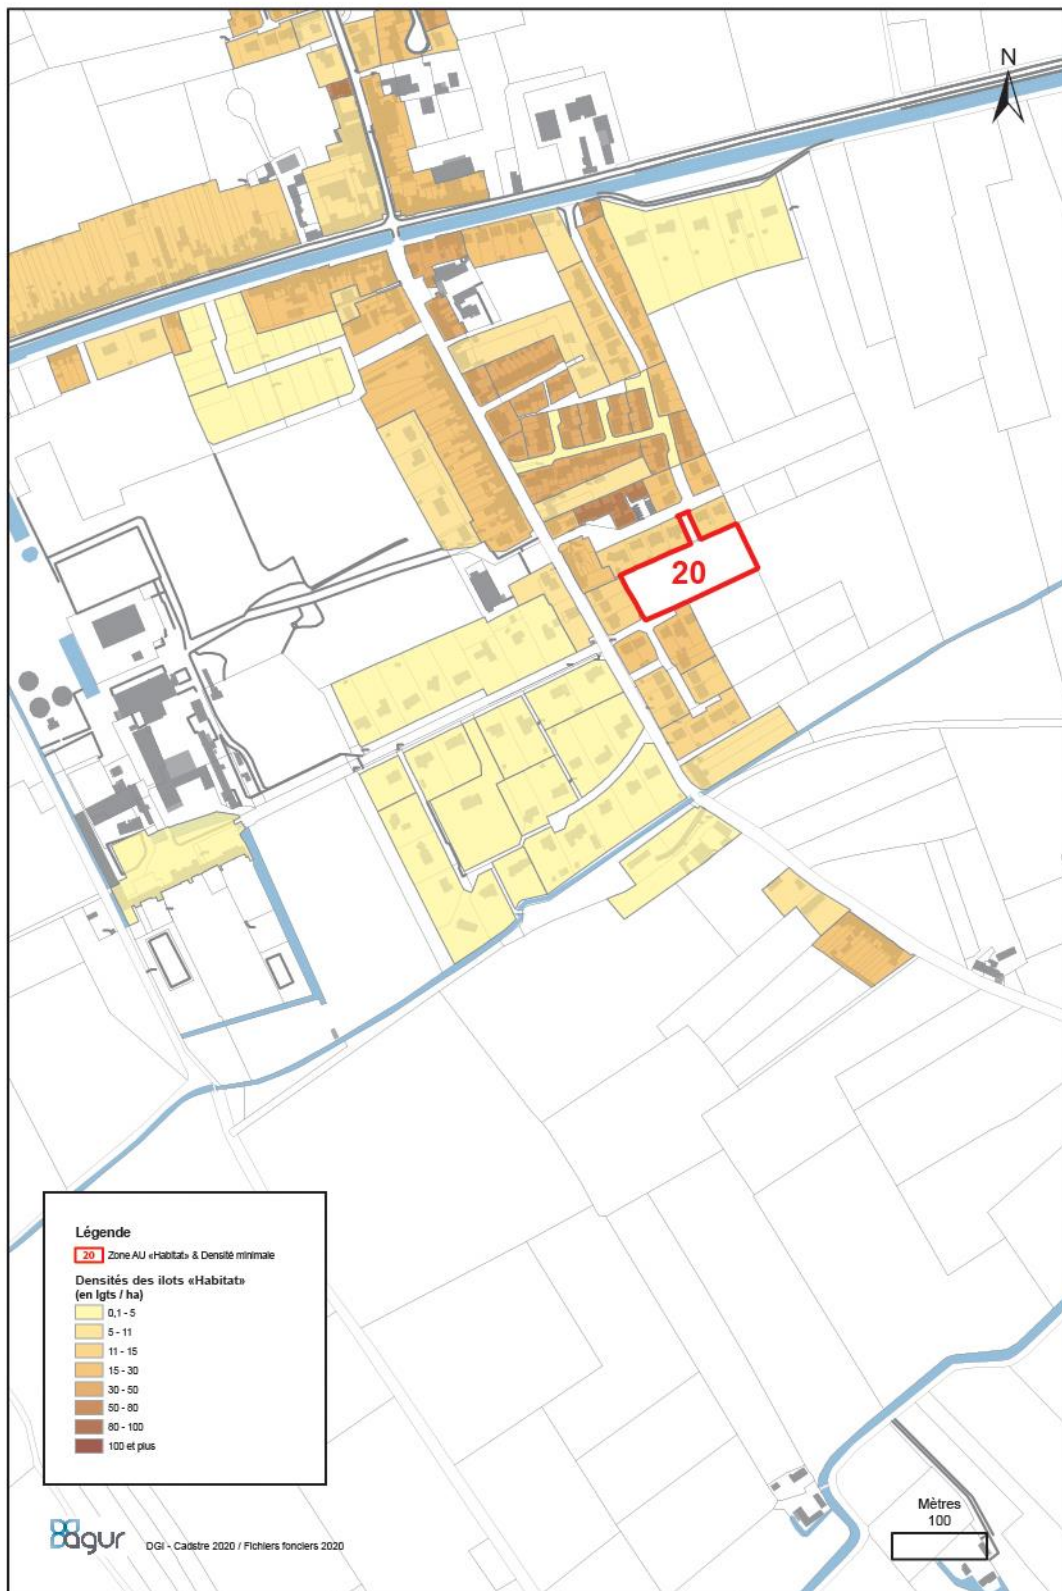 N
20
Légende
20 Zone AU «Habitat» & Densité minimale
Densités des ilots «Habitat»
(en lgts / ha)
0,1 - 5
5 - 11
11 - 15
15 - 30
30 - 50
50 - 80
80 - 100
100 et plus
agur
DGI - Cadstre 2020 / Fichiers fonciers 2020
Mètres
100